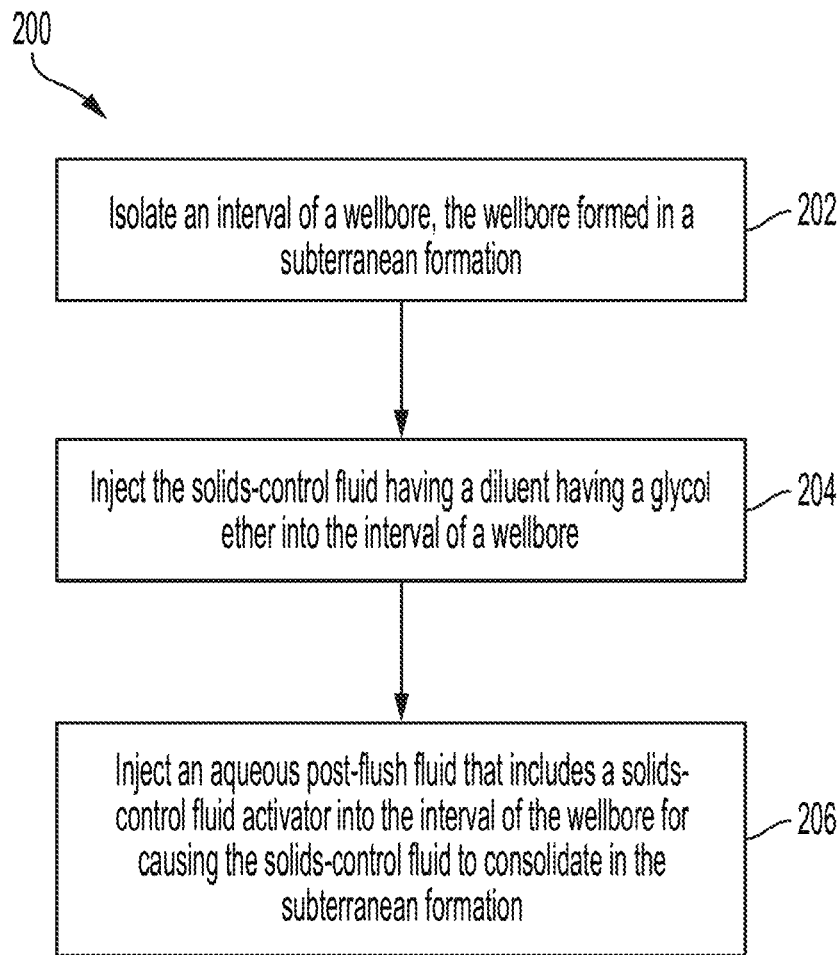 200
Isolate an interval of a wellbore, the wellbore formed in a
subterranean formation
202
Inject the solids-control fluid having a diluent having a glycol
ether into the interval of a wellbore
204
Inject an aqueous post-flush fluid that includes a solids-
control fluid activator into the interval of the wellbore for
causing the solids-control fluid to consolidate in the
subterranean formation
206